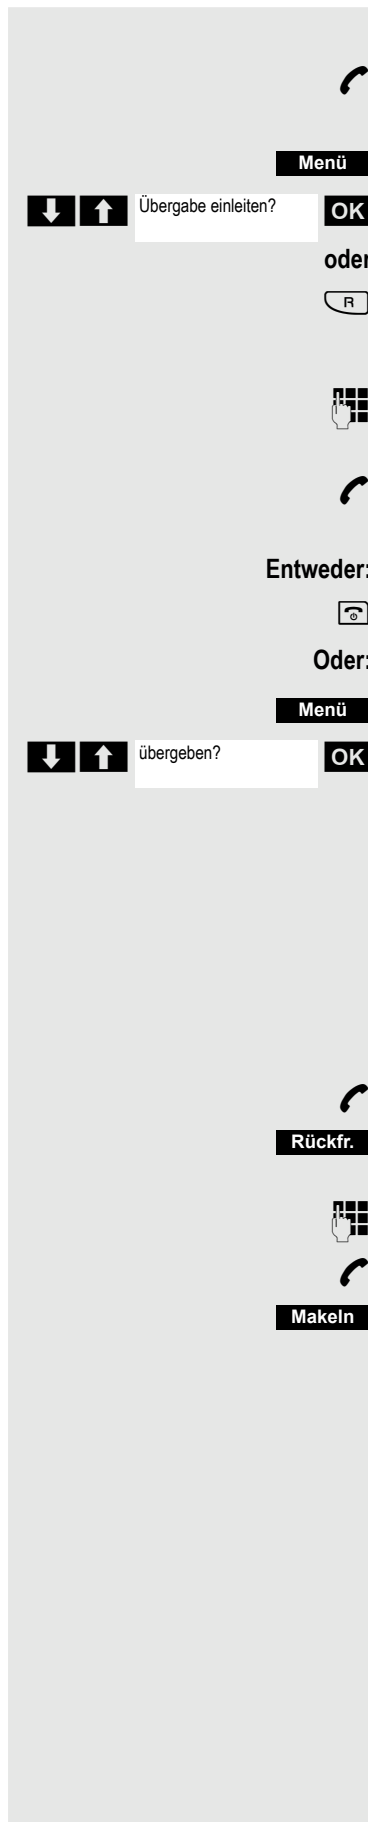 Menü
Übergabe einleiten? OK
oder
R
Entweder:
Oder:
Menü
übergeben? OK
Rückfr.
Makeln